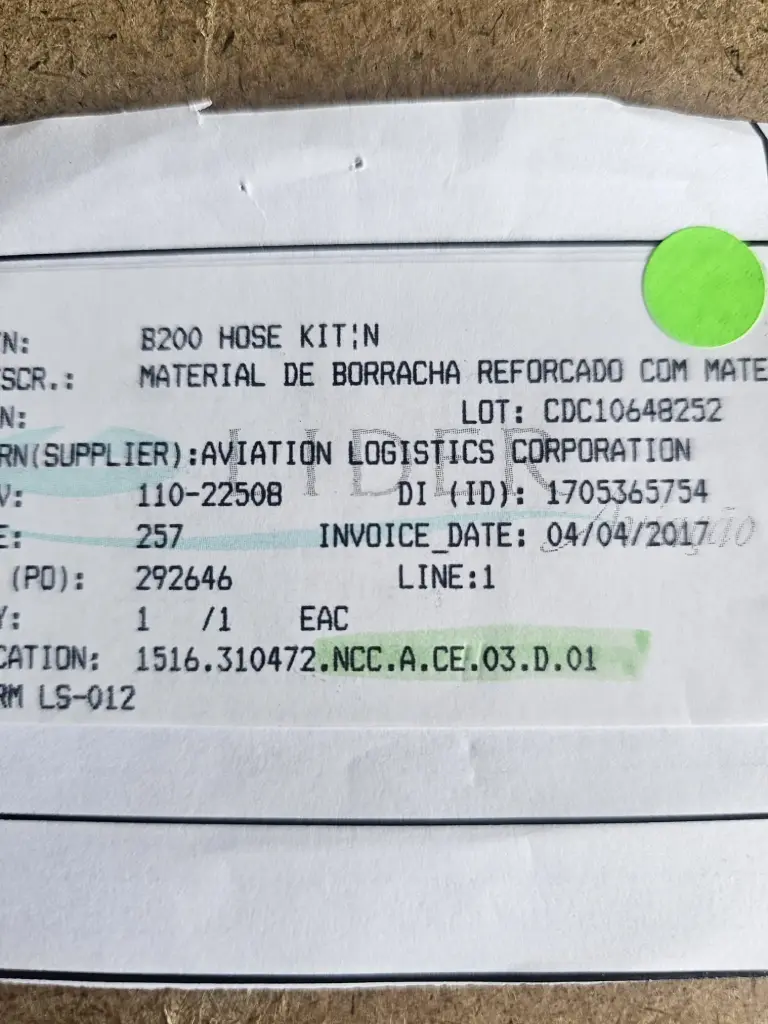 N: B200 HOSE KIT¦N
SCR.: MATERIAL DE BORRACHA REFORCADO COM MATE
N: LOT: CDC10648252
RN(SUPPLIER):AVIATION LOGISTICS CORPORATION
V: 110-22508 DI (ID): 1705365754
E: 257 INVOICE_DATE: 04/04/2017
(PO): 292646 LINE:1
Y: 1 /1 EAC
CATION: 1516.310472.NCC.A.CE.03.D.01
RM LS-012
LIDER
Aviação